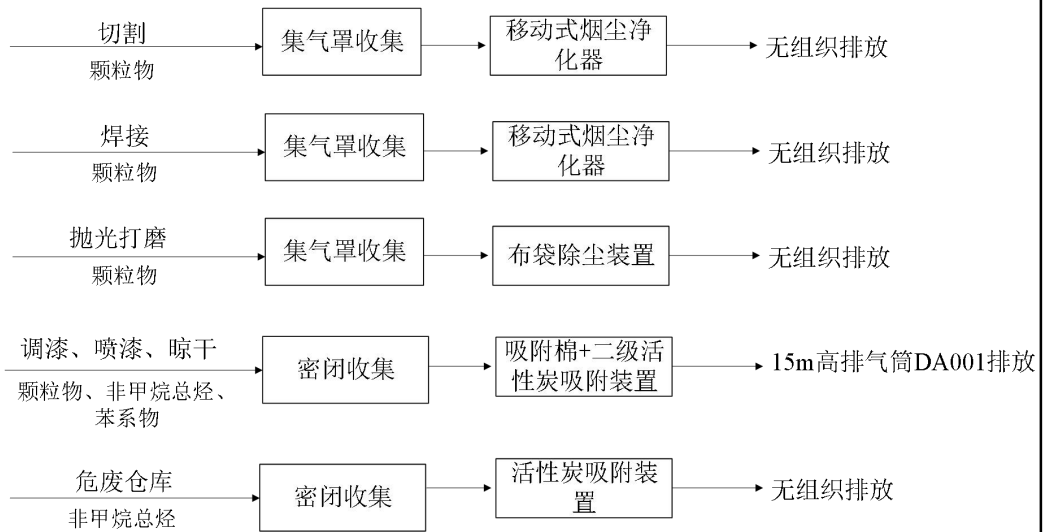 切割
颗粒物
集气罩收集
移动式烟尘净
化器
无组织排放
焊接
颗粒物
集气罩收集
移动式烟尘净
化器
无组织排放
抛光打磨
颗粒物
集气罩收集
布袋除尘装置
无组织排放
调漆、喷漆、晾干
颗粒物、非甲烷总烃、
苯系物
密闭收集
吸附棉+二级活
性炭吸附装置
15m高排气筒DA001排放
危废仓库
非甲烷总烃
密闭收集
活性炭吸附装
置
无组织排放